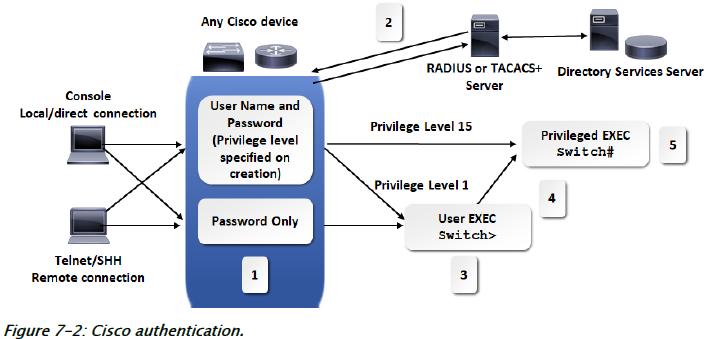 Any Cisco device
2
RADIUS or TACACS+
Server
Directory Services Server
Console
Local/direct connection
User Name and
Password
(Privilege level
specified on
creation)
Privilege Level 15
Privileged EXEC
Switch#
5
Privilege Level 1
4
Password Only
User EXEC
Switch>
Telnet/SHH
Remote connection
1
3
Figure 7-2: Cisco authentication.